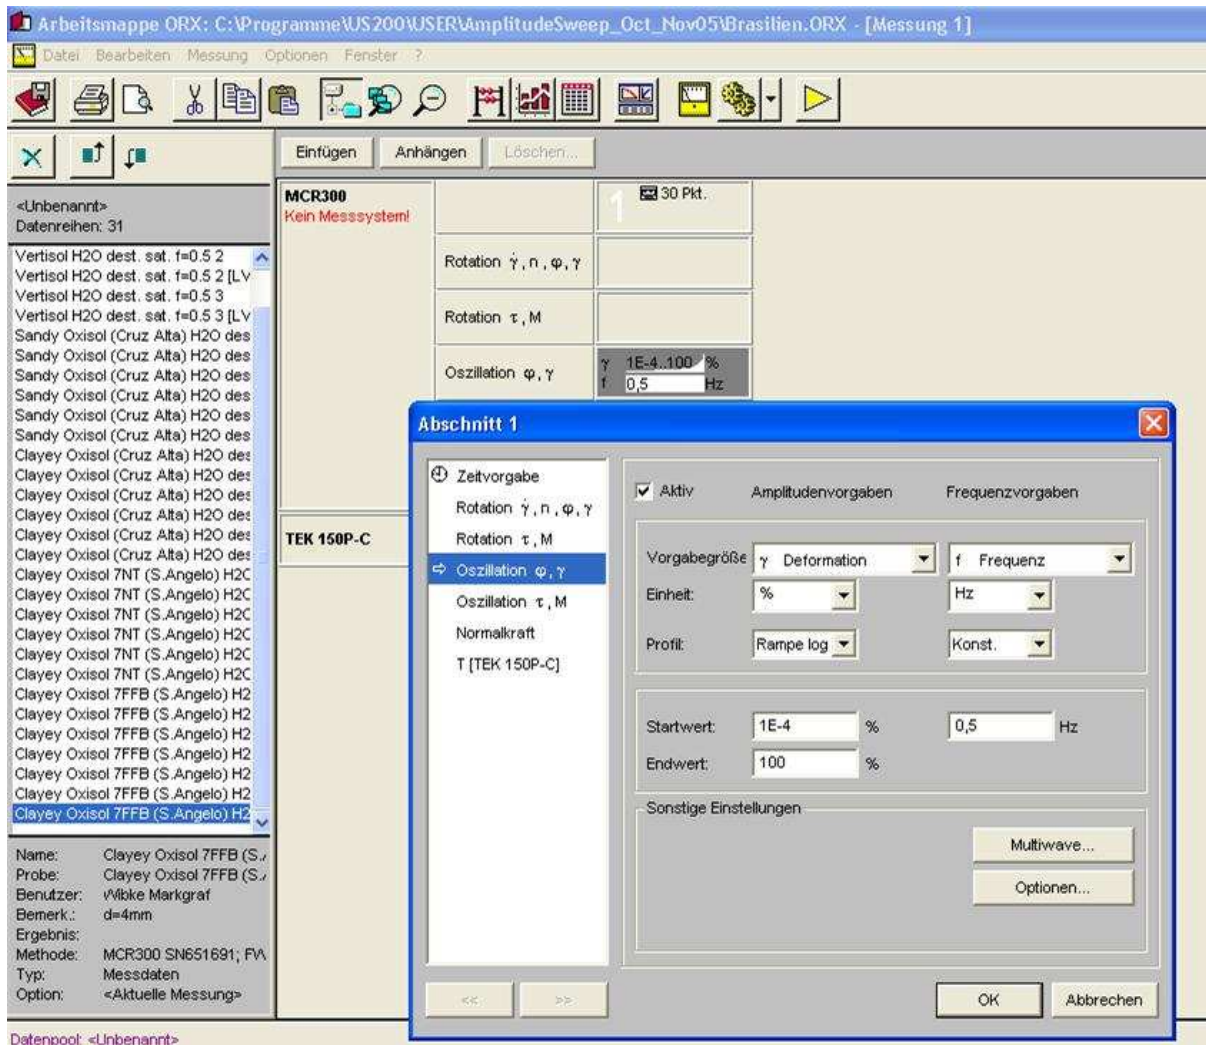 Arbeitsmappe ORX: C:\Programme\US200\USER\AmplitudeSweep_Oct_Nov05\Brasilien.ORX - [Messung 1]
Datei Bearbeiten Messung Optionen Fenster ?
Einfügen Anhängen Löschen...
<Unbenannt>
Datenreihen: 31
Vertisol H2O dest. sat. f=0.5 2
Vertisol H2O dest. sat. f=0.5 2 [LV
Vertisol H2O dest. sat. f=0.5 3
Vertisol H2O dest. sat. f=0.5 3 [LV
Sandy Oxisol (Cruz Alta) H2O des
Sandy Oxisol (Cruz Alta) H2O des
Sandy Oxisol (Cruz Alta) H2O des
Sandy Oxisol (Cruz Alta) H2O des
Sandy Oxisol (Cruz Alta) H2O des
Sandy Oxisol (Cruz Alta) H2O des
Clayey Oxisol (Cruz Alta) H2O des
Clayey Oxisol (Cruz Alta) H2O des
Clayey Oxisol (Cruz Alta) H2O des
Clayey Oxisol (Cruz Alta) H2O des
Clayey Oxisol (Cruz Alta) H2O des
Clayey Oxisol (Cruz Alta) H2O des
Clayey Oxisol 7NT (S.Angelo) H2O
Clayey Oxisol 7NT (S.Angelo) H2O
Clayey Oxisol 7NT (S.Angelo) H2O
Clayey Oxisol 7NT (S.Angelo) H2O
Clayey Oxisol 7NT (S.Angelo) H2O
Clayey Oxisol 7NT (S.Angelo) H2O
Clayey Oxisol 7FFB (S.Angelo) H2
Clayey Oxisol 7FFB (S.Angelo) H2
Clayey Oxisol 7FFB (S.Angelo) H2
Clayey Oxisol 7FFB (S.Angelo) H2
Clayey Oxisol 7FFB (S.Angelo) H2
Clayey Oxisol 7FFB (S.Angelo) H2
Clayey Oxisol 7FFB (S.Angelo) H2
Name: Clayey Oxisol 7FFB (S.A
Probe: Clayey Oxisol 7FFB (S.A
Benutzer: Wibke Markgraf
Bemerk.: d=4mm
Ergebnis:
Methode: MCR300 SN651691; FW
Typ: Messdaten
Option: <Aktuelle Messung>
Datenpool: <Unbenannt>
MCR300
Kein Messsystem!
TEK 150P-C
1 30 Pkt.
Rotation γ̇, n, φ, γ
Rotation τ, M
Oszillation φ, γ
γ 1E-4..100 %
f 0,5 Hz
Abschnitt 1
Zeitvorgabe
Rotation γ̇, n, φ, γ
Rotation τ, M
Oszillation φ, γ
Oszillation τ, M
Normalkraft
T [TEK 150P-C]
Aktiv Amplitudenvorgaben Frequenzvorgaben
Vorgabegröße γ Deformation f Frequenz
Einheit: % Hz
Profil: Rampe log Konst.
Startwert: 1E-4 % 0,5 Hz
Endwert: 100 %
Sonstige Einstellungen
Multiwave...
Optionen...
<< >> OK Abbrechen